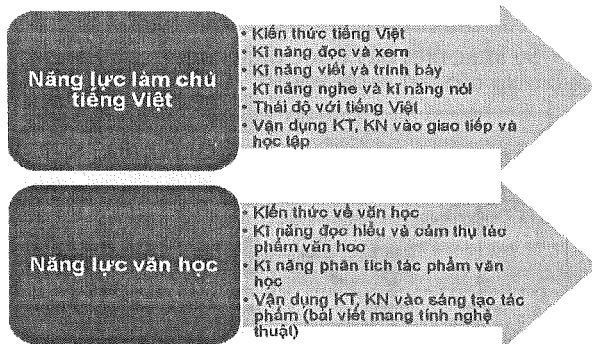 Năng lực làm chủ
tiếng Việt
• Kiến thức tiếng Việt
• Kĩ năng đọc và xem
• Kĩ năng viết và trình bày
• Kĩ năng nghe và kĩ năng nói
• Thái độ với tiếng Việt
• Vận dụng KT, KN vào giao tiếp và
học tập
Năng lực văn học
• Kiến thức về văn học
• Kĩ năng đọc hiểu và cảm thụ tác
phẩm văn học
• Kĩ năng phân tích tác phẩm văn
học
• Vận dụng KT, KN vào sáng tạo tác
phẩm (bài viết mang tính nghệ
thuật)